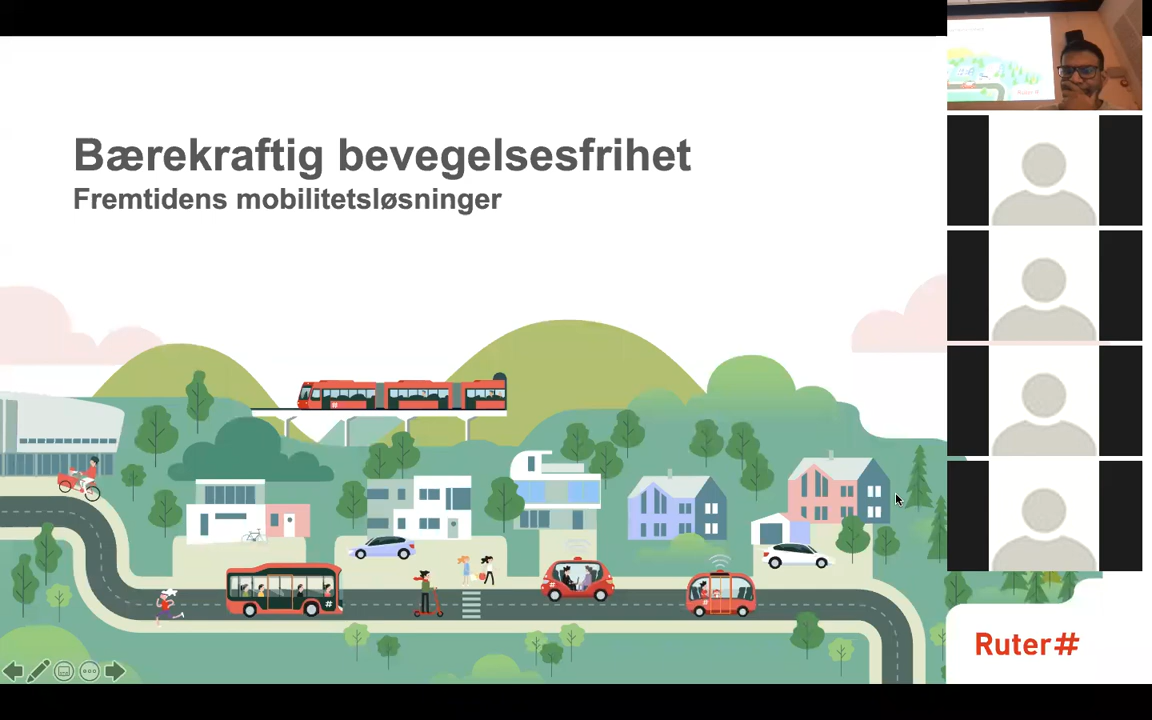 Bærekraftig bevegelsesfrihet
Fremtidens mobilitetsløsninger
Ruter#